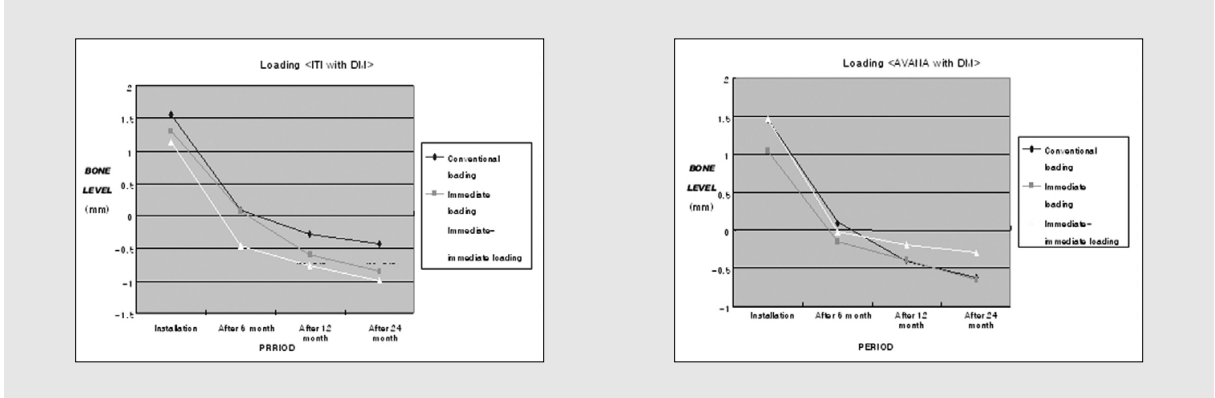 Loading <ITI with DM>
2
1.5
1
0.5
0
-0.5
-1
-1.5
BONE
LEVEL
(mm)
Installation
After 6 month
After 12
month
After 24
month
PRRIOD
Conventional
loading
Immediate
loading
Immediate-
immediate loading
Loading <AVANA with DM>
2
1.5
1
0.5
0
-0.5
-1
BONE
LEVEL
(mm)
Installation
After 6 month
After 12
month
After 24
month
PERIOD
Conventional
loading
Immediate
loading
Immediate-
immediate loading